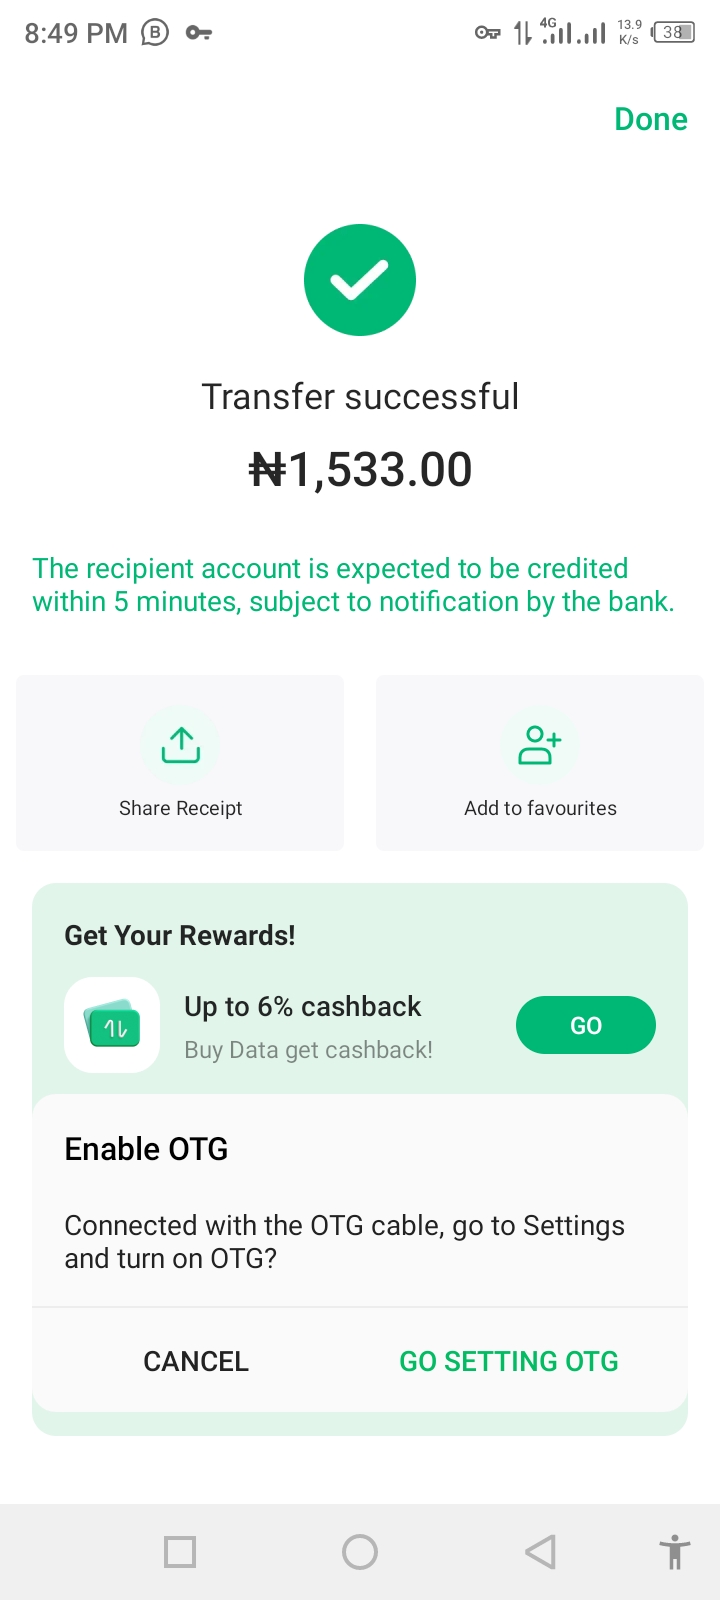 8:49 PM
4G
13.9
K/s
38
Done
Transfer successful
₦1,533.00
The recipient account is expected to be credited
within 5 minutes, subject to notification by the bank.
Share Receipt
Add to favourites
Get Your Rewards!
Up to 6% cashback
Buy Data get cashback!
GO
Enable OTG
Connected with the OTG cable, go to Settings
and turn on OTG?
CANCEL
GO SETTING OTG